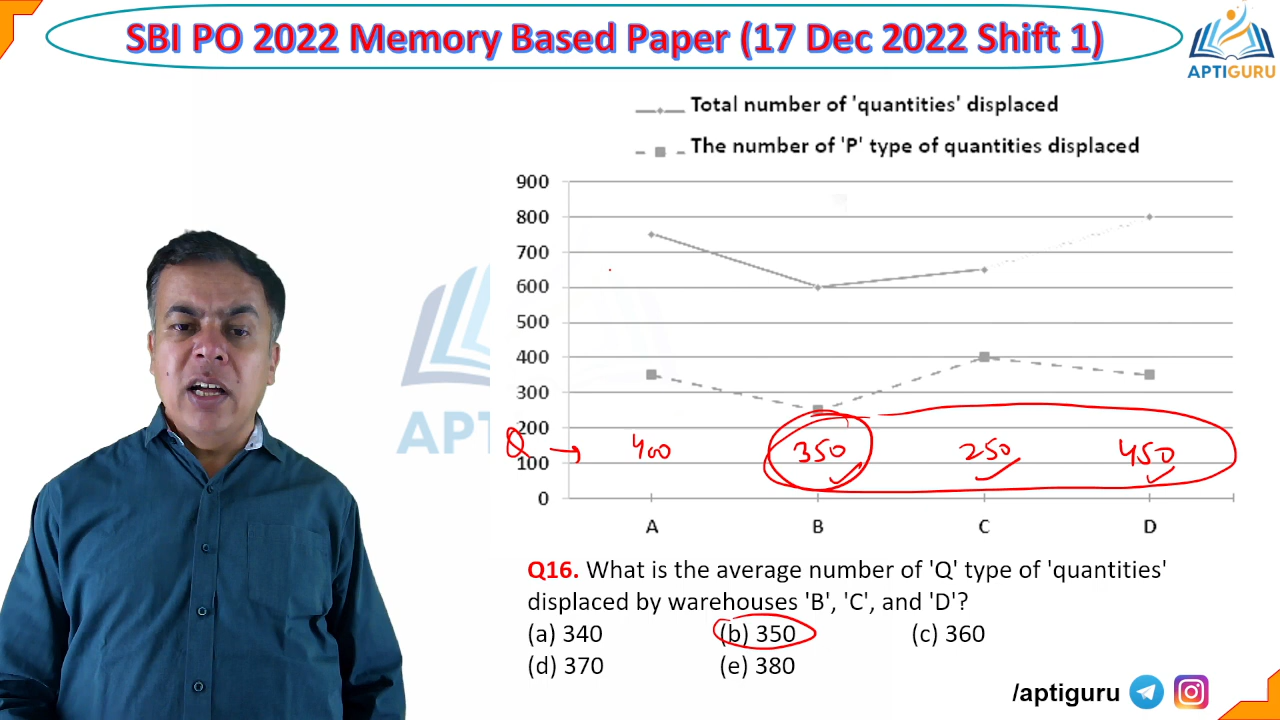 SBI PO 2022 Memory Based Paper (17 Dec 2022 Shift 1)
APTIGURU
Total number of 'quantities' displaced
The number of 'P' type of quantities displaced
900
800
700
600
500
400
300
200
100
0
Q → 400 350 250 450
A B C D
APT
Q16. What is the average number of 'Q' type of 'quantities'
displaced by warehouses 'B', 'C', and 'D'?
(a) 340 (b) 350 (c) 360
(d) 370 (e) 380
/aptiguru